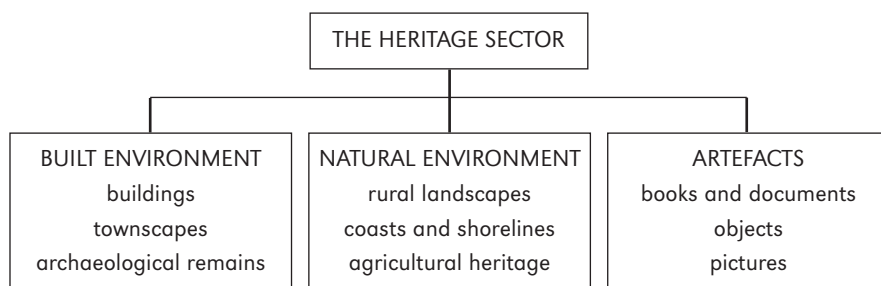 THE HERITAGE SECTOR
BUILT ENVIRONMENT
buildings
townscapes
archaeological remains
NATURAL ENVIRONMENT
rural landscapes
coasts and shorelines
agricultural heritage
ARTEFACTS
books and documents
objects
pictures